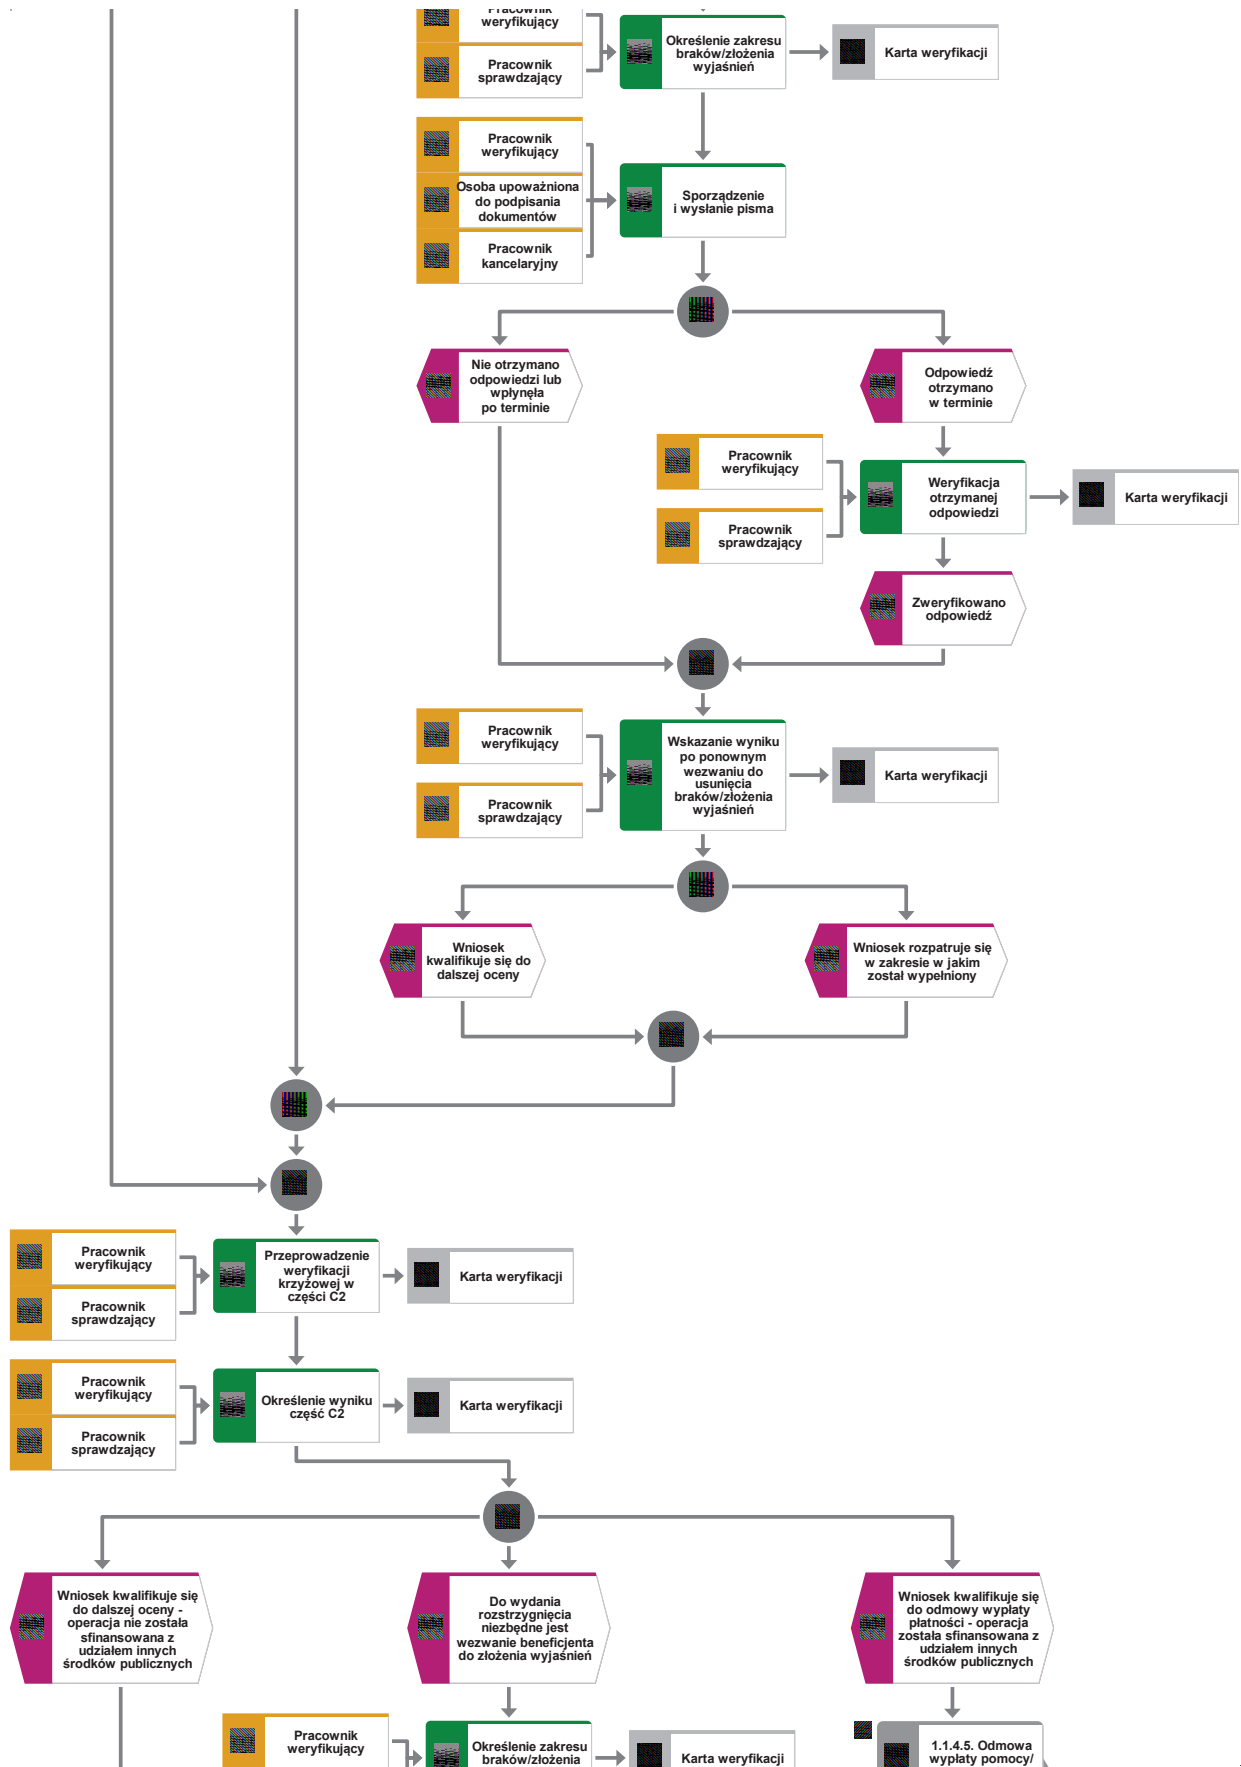 Pracownik
weryfikujący
Pracownik
sprawdzający
Określenie zakresu
braków/złożenia
wyjaśnień
Karta weryfikacji
Pracownik
weryfikujący
Osoba upoważniona
do podpisania
dokumentów
Pracownik
kancelaryjny
Sporządzenie
i wysłanie pisma
Nie otrzymano
odpowiedzi lub
wpłynęła
po terminie
Odpowiedź
otrzymano
w terminie
Pracownik
weryfikujący
Pracownik
sprawdzający
Weryfikacja
otrzymanej
odpowiedzi
Karta weryfikacji
Zweryfikowano
odpowiedź
Pracownik
weryfikujący
Pracownik
sprawdzający
Wskazanie wyniku
po ponownym
wezwaniu do
usunięcia
braków/złożenia
wyjaśnień
Karta weryfikacji
Wniosek
kwalifikuje się do
dalszej oceny
Wniosek rozpatruje się
w zakresie w jakim
został wypełniony
Pracownik
weryfikujący
Pracownik
sprawdzający
Przeprowadzenie
weryfikacji
krzyżowej w
części C2
Karta weryfikacji
Pracownik
weryfikujący
Pracownik
sprawdzający
Określenie wyniku
część C2
Karta weryfikacji
Wniosek kwalifikuje się
do dalszej oceny -
operacja nie została
sfinansowana z
udziałem innych
środków publicznych
Do wydania
rozstrzygnięcia
niezbędne jest
wezwanie beneficjenta
do złożenia wyjaśnień
Wniosek kwalifikuje się
do odmowy wypłaty
płatności - operacja
została sfinansowana z
udziałem innych
środków publicznych
Pracownik
weryfikujący
Określenie zakresu
braków/złożenia
Karta weryfikacji
1.1.4.5. Odmowa
wypłaty pomocy/